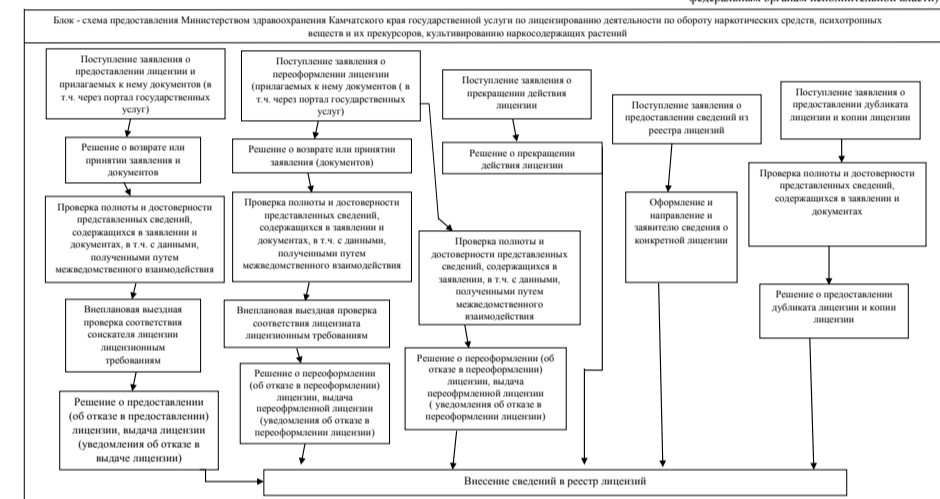 федеральным органам исполнительной власти)
Блок - схема предоставления Министерством здравоохранения Камчатского края государственной услуги по лицензированию деятельности по обороту наркотических средств, психотропных
веществ и их прекурсоров, культивированию наркосодержащих растений
Поступление заявления о
предоставлении лицензии и
прилагаемых к нему документов (в
т.ч. через портал государственных
услуг)
Решение о возврате или
принятии заявления и
документов
Проверка полноты и достоверности
представленных сведений,
содержащихся в заявлении и
документах, в т.ч. с данными,
полученными путем
межведомственного взаимодействия
Внеплановая выездная
проверка соответствия
соискателя лицензии
лицензионным
требованиям
Решение о предоставлении
(об отказе в предоставлении)
лицензии, выдача лицензии
(уведомления об отказе в
выдаче лицензии)
Поступление заявления о
переоформлении лицензии
(прилагаемых к нему документов ( в
т.ч. через портал государственных
услуг)
Решение о возврате или принятии
заявления (документов)
Проверка полноты и достоверности
представленных сведений,
содержащихся в заявлении и
документах, в т.ч. с данными,
полученными путем
межведомственного взаимодействия
Внеплановая выездная проверка
соответствия лицензиата
лицензионным требованиям
Решение о переоформлении
(об отказе в переоформлении)
лицензии, выдача
переофрмленной лицензии
(уведомления об отказе в
переоформлении лицензии)
Поступление заявления о
прекращении действия
лицензии
Решение о прекращении
действия лицензии
Проверка полноты и
достоверности представленных
сведений, содержащихся в
заявлении, в т.ч. с данными,
полученными путем
межведомственного
взаимодействия
Решение о переоформлении (об
отказе в переоформлении)
лицензии, выдача
переофрмленной лицензии
( уведомления об отказе в
переоформлении лицензии)
Поступление заявления о
предоставлении сведений из
реестра лицензий
Оформление и
направление и
заявителю сведения о
конкретной лицензии
Поступление заявления о
предоставлении дубликата
лицензии и копии лицензии
Проверка полноты и достоверности
представленных сведений,
содержащихся в заявлении и
документах
Решение о предоставлении
дубликата лицензии и копии
лицензии
Внесение сведений в реестр лицензий